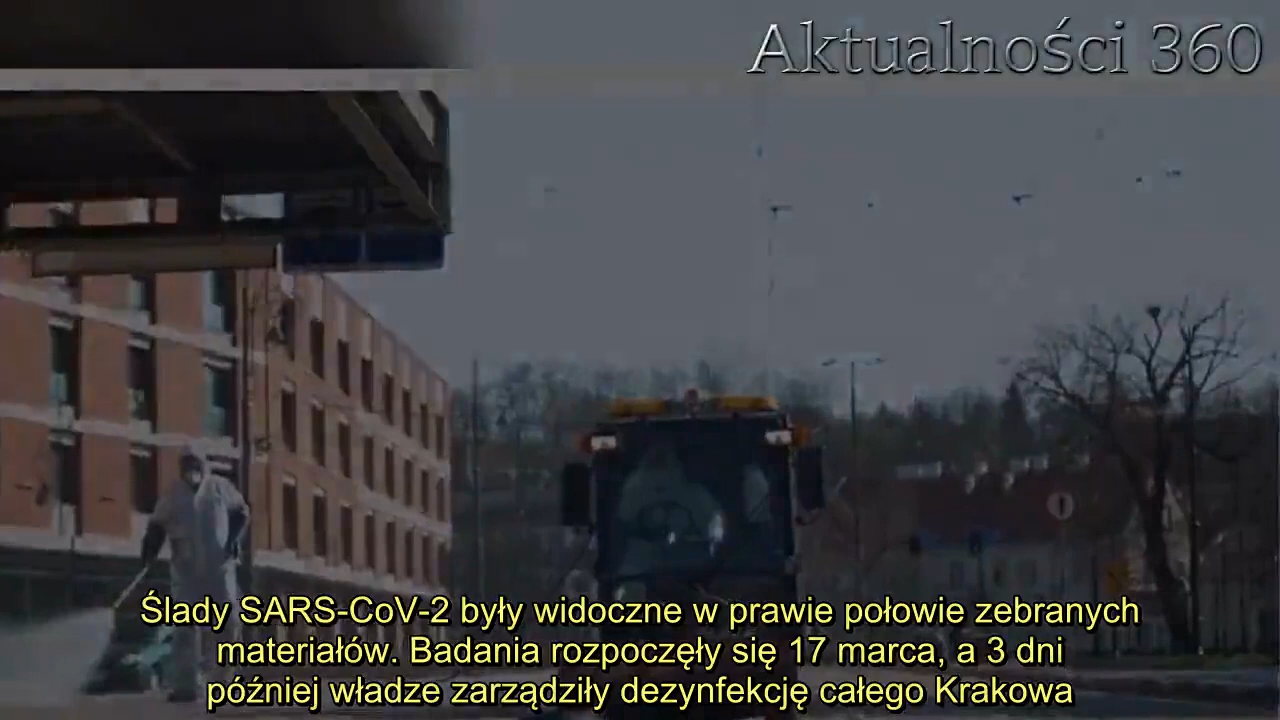 Aktualności 360
Ślady SARS-CoV-2 były widoczne w prawie połowie zebranych
materiałów. Badania rozpoczęły się 17 marca, a 3 dni
później władze zarządziły dezynfekcję całego Krakowa